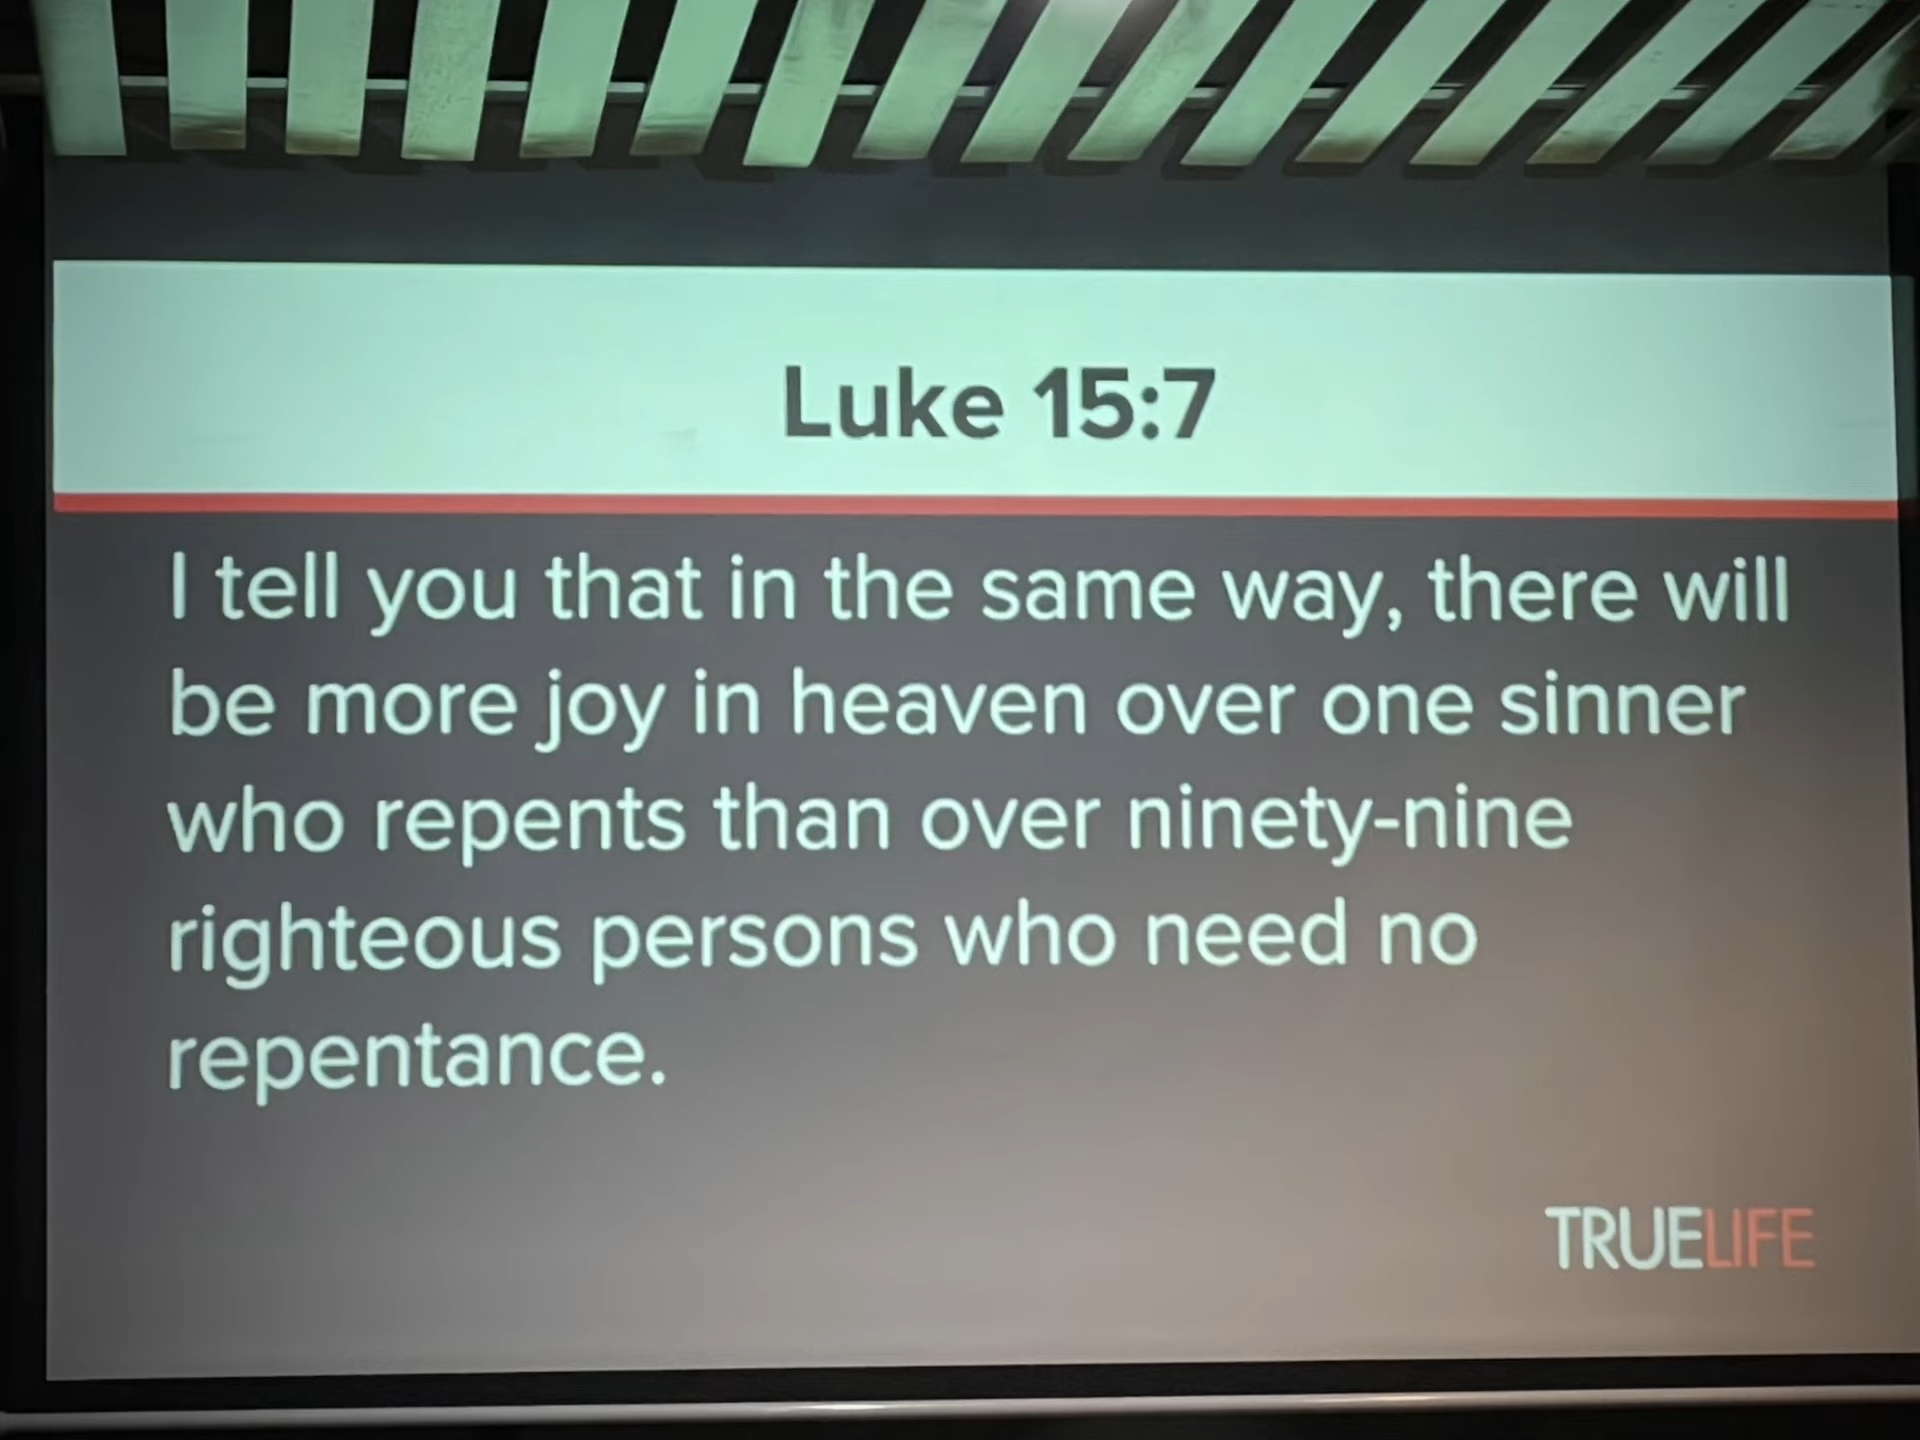 Luke 15:7
I tell you that in the same way, there will
be more joy in heaven over one sinner
who repents than over ninety-nine
righteous persons who need no
repentance.
TRUELIFE